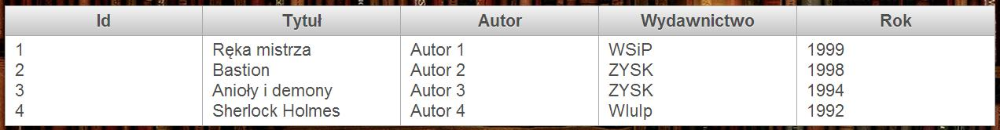 Id Tytuł Autor Wydawnictwo Rok
1 Ręka mistrza Autor 1 WSiP 1999
2 Bastion Autor 2 ZYSK 1998
3 Anioły i demony Autor 3 ZYSK 1994
4 Sherlock Holmes Autor 4 WIulp 1992